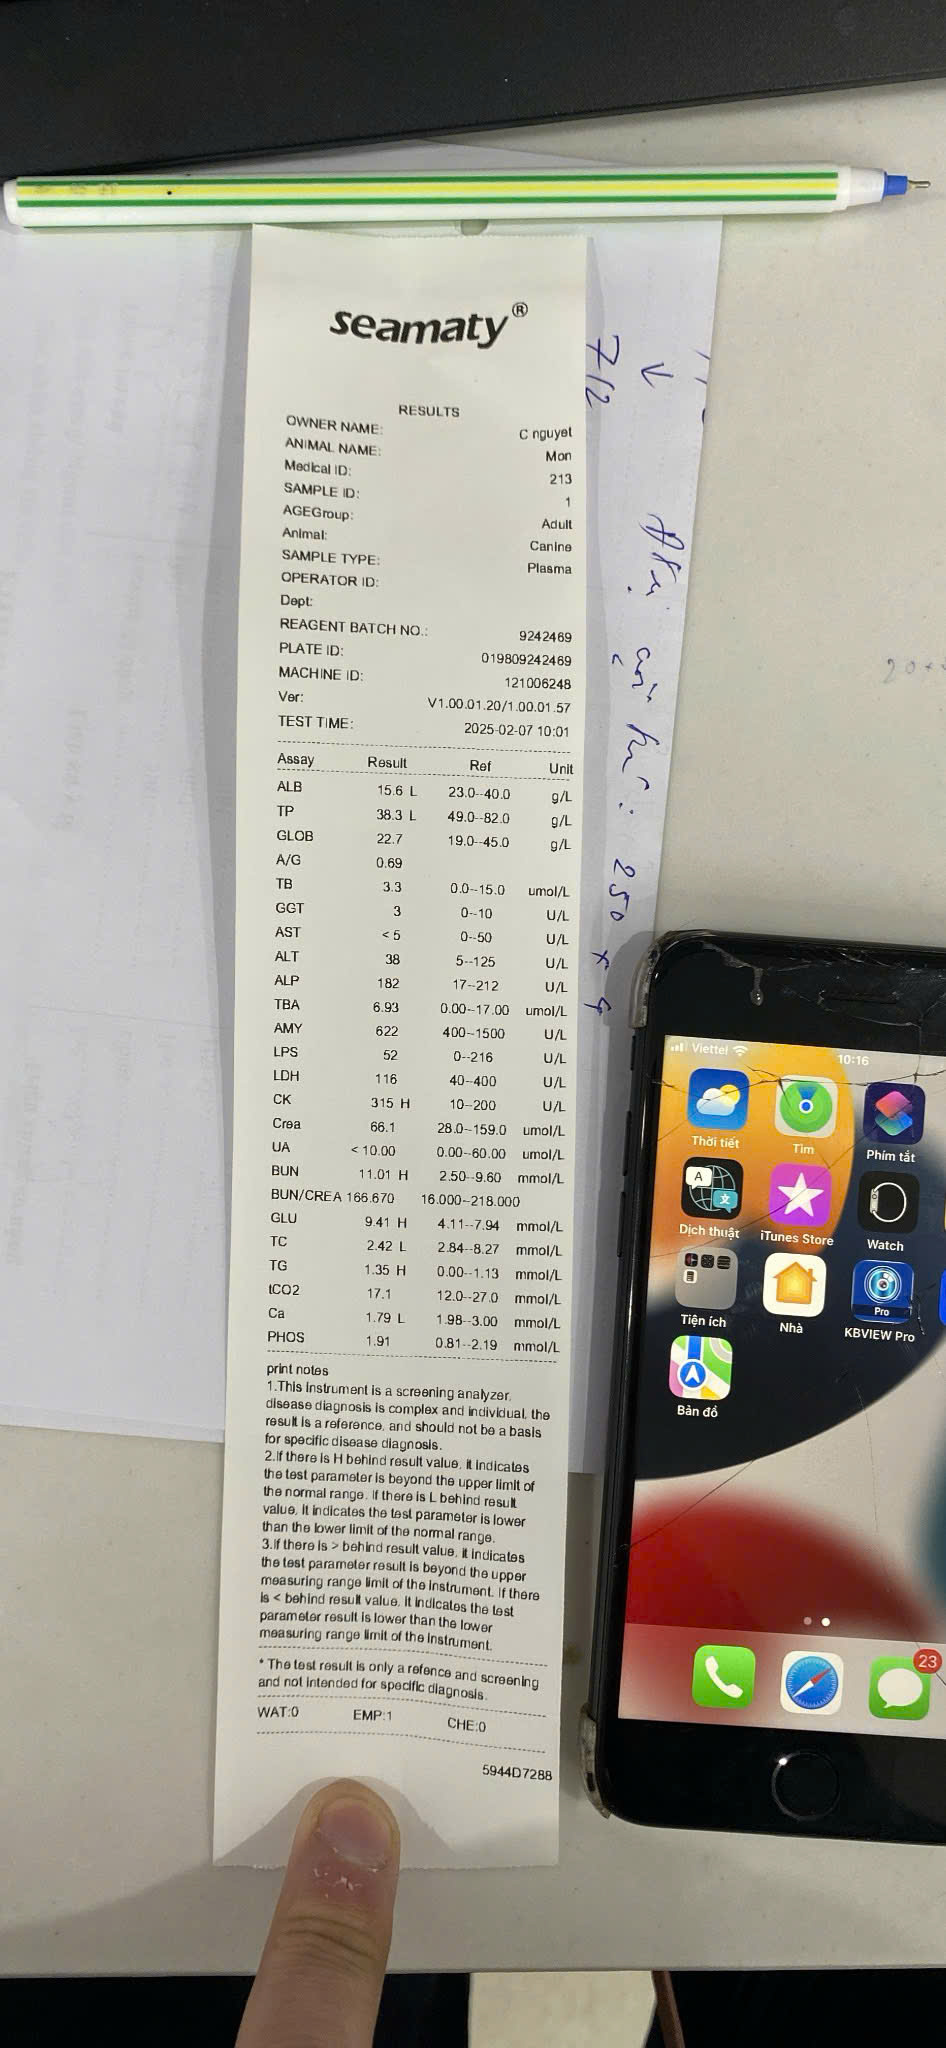 seamaty®
RESULTS
OWNER NAME: C nguyet
ANIMAL NAME: Mon
Medical ID: 213
SAMPLE ID: 1
AGEGroup: Adult
Animal: Canine
SAMPLE TYPE: Plasma
OPERATOR ID:
Dept:
REAGENT BATCH NO.: 9242469
PLATE ID: 019809242469
MACHINE ID: 121006248
Ver: V1.00.01.20/1.00.01.57
TEST TIME: 2025-02-07 10:01
Assay Result Ref Unit
ALB 15.6 L 23.0--40.0 g/L
TP 38.3 L 49.0--82.0 g/L
GLOB 22.7 19.0--45.0 g/L
A/G 0.69
TB 3.3 0.0--15.0 umol/L
GGT 3 0--10 U/L
AST <5 0--50 U/L
ALT 38 5--125 U/L
ALP 182 17--212 U/L
TBA 6.93 0.00--17.00 umol/L
AMY 622 400--1500 U/L
LPS 52 0--216 U/L
LDH 116 40--400 U/L
CK 315 H 10--200 U/L
Crea 66.1 28.0--159.0 umol/L
UA <10.00 0.00--60.00 umol/L
BUN 11.01 H 2.50--9.60 mmol/L
BUN/CREA 166.670 16.000--218.000
GLU 9.41 H 4.11--7.94 mmol/L
TC 2.42 L 2.84--8.27 mmol/L
TG 1.35 H 0.00--1.13 mmol/L
tCO2 17.1 12.0--27.0 mmol/L
Ca 1.79 L 1.98--3.00 mmol/L
PHOS 1.91 0.81--2.19 mmol/L
print notes
1.This instrument is a screening analyzer,
disease diagnosis is complex and individual, the
result is a reference, and should not be a basis
for specific disease diagnosis.
2.If there is H behind result value, it indicates
the test parameter is beyond the upper limit of
the normal range. If there is L behind result
value, it indicates the test parameter is lower
than the lower limit of the normal range.
3.If there is > behind result value, it indicates
the test parameter result is beyond the upper
measuring range limit of the instrument. If there
is < behind result value, it indicates the test
parameter result is lower than the lower
measuring range limit of the instrument.
* The test result is only a refence and screening
and not intended for specific diagnosis.
WAT:0 EMP:1 CHE:0
5944D7288
7/2
250 x 4
Viettel 10:16
Thời tiết Tìm Phím tắt
Dịch thuật iTunes Store Watch
Pro
Tiện ích Nhà KBVIEW Pro
Bản đồ
23